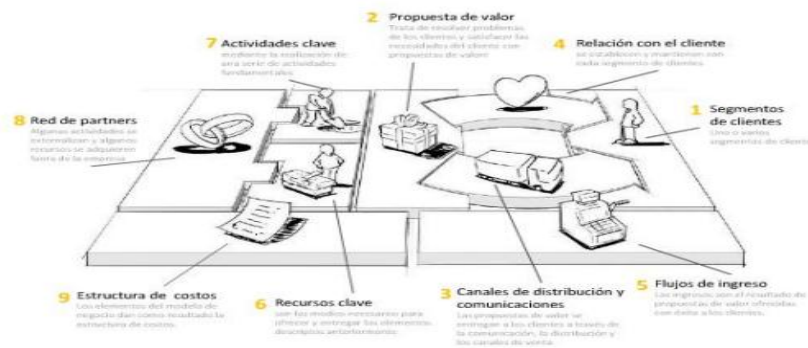 2 Propuesta de valor
Trata de resolver problemas
de los clientes y satisfacer las
necesidades del cliente con
propuestas de valor
7 Actividades clave
mediante la realización de
una serie de actividades
fundamentales
4 Relación con el cliente
se establecen y mantienen con
cada segmento de clientes
8 Red de partners
Algunas actividades se
externalizan y algunos
recursos se adquieren
fuera de la empresa
1 Segmentos
de clientes
Uno o varios
segmentos de clientes
9 Estructura de costos
Los elementos del modelo de
negocio dan como resultado la
estructura de costos.
6 Recursos clave
son los medios necesarios para
ofrecer y entregar los elementos
descriptos anteriormente
3 Canales de distribución y
comunicaciones
Las propuestas de valor se
entregan a los clientes a través de
la comunicación, la distribución y
los canales de venta.
5 Flujos de ingreso
Los ingresos son el resultado de
propuestas de valor ofrecidas
con éxito a los clientes.